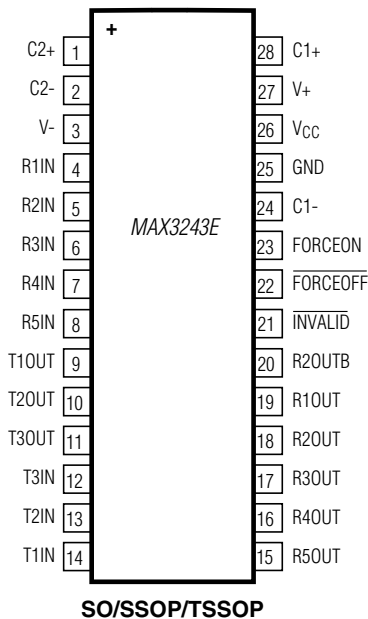 +
C2+ 1 28 C1+
C2- 2 27 V+
V- 3 26 VCC
R1IN 4 25 GND
R2IN 5 24 C1-
MAX3243E
R3IN 6 23 FORCEON
R4IN 7 22 FORCEOFF
R5IN 8 21 INVALID
T1OUT 9 20 R2OUTB
T2OUT 10 19 R1OUT
T3OUT 11 18 R2OUT
T3IN 12 17 R3OUT
T2IN 13 16 R4OUT
T1IN 14 15 R5OUT
SO/SSOP/TSSOP